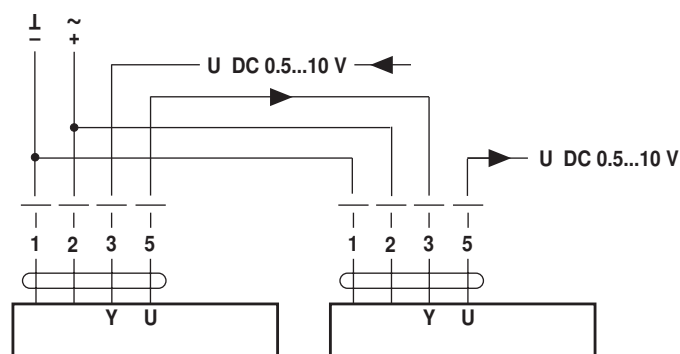 ⊥ ~
– +
U DC 0.5...10 V
U DC 0.5...10 V
1 2 3 5 1 2 3 5
Y U Y U